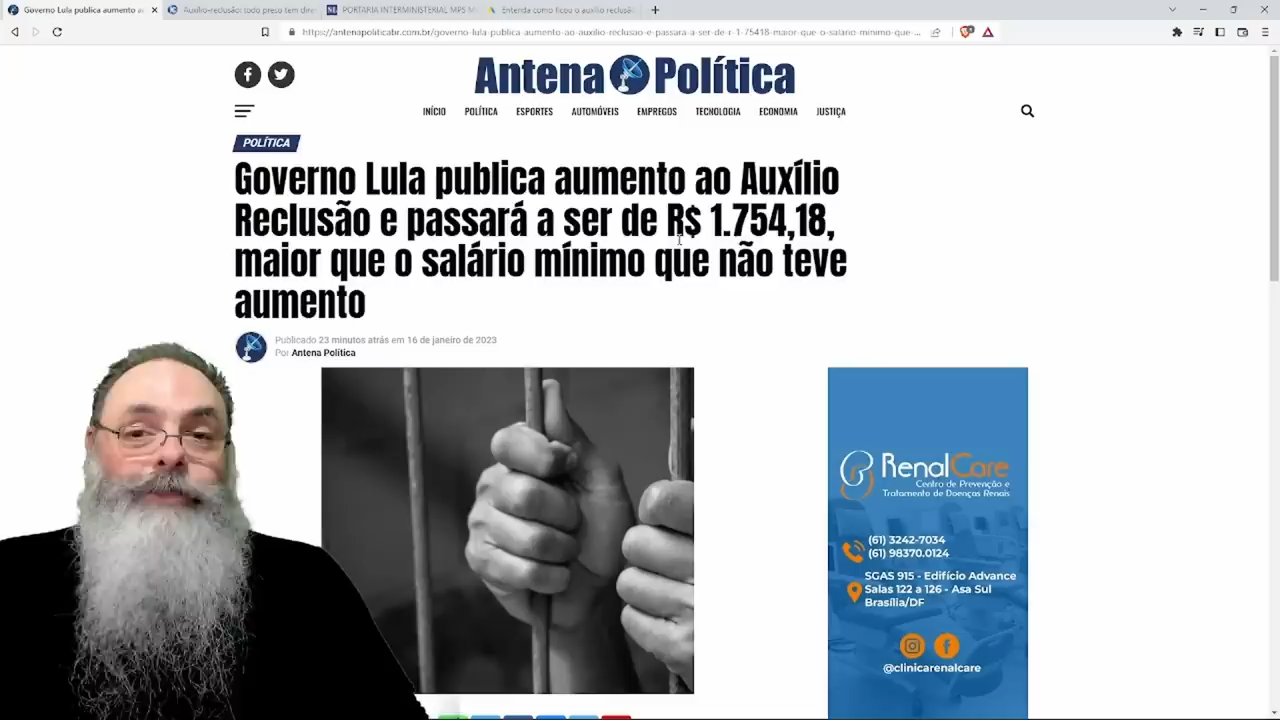 Governo Lula publica aumento ao
Auxílio-reclusão: todo preso tem direi
PORTARIA INTERMINISTERIAL MPS M
Entenda como ficou o auxílio reclusã
https://antenapoliticabr.com.br/governo-lula-publica-aumento-ao-auxilio-reclusao-e-passara-a-ser-de-r-1-75418-maior-que-o-salario-minimo-que-...
Antena Política
INÍCIO POLÍTICA ESPORTES AUTOMÓVEIS EMPREGOS TECNOLOGIA ECONOMIA JUSTIÇA
POLÍTICA
Governo Lula publica aumento ao Auxílio
Reclusão e passará a ser de R$ 1.754,18,
maior que o salário mínimo que não teve
aumento
Publicado 23 minutos atrás em 16 de janeiro de 2023
Por Antena Política
RenalCare
Centro de Prevenção e
Tratamento de Doenças Renais
(61) 3242-7034
(61) 98370.0124
SGAS 915 - Edifício Advance
Salas 122 a 126 - Asa Sul
Brasília/DF
@clinicarenalcare